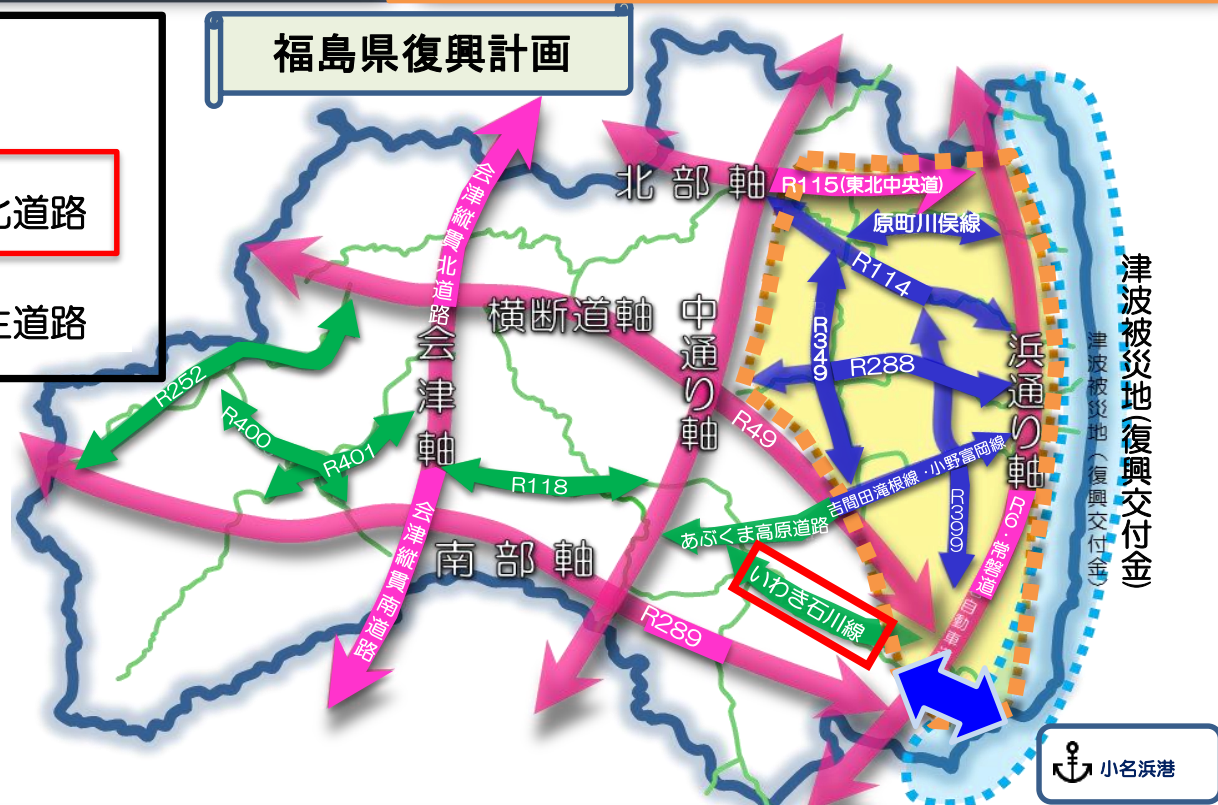 福島県復興計画
化道路
生道路
北部軸
R115(東北中央道)
原町川俣線
R114
会津縦貫北道路
横断道軸
中通り軸
R349
R288
浜通り軸
津波被災地(復興交付金)
津波被災地(復興交付金)
会津軸
R252
R400
R401
R49
R118
吉間田滝根線・小野富岡線
R399
あぶくま高原道路
R6・常磐道
自動車
いわき石川線
南部軸
会津縦貫南道路
R289
小名浜港